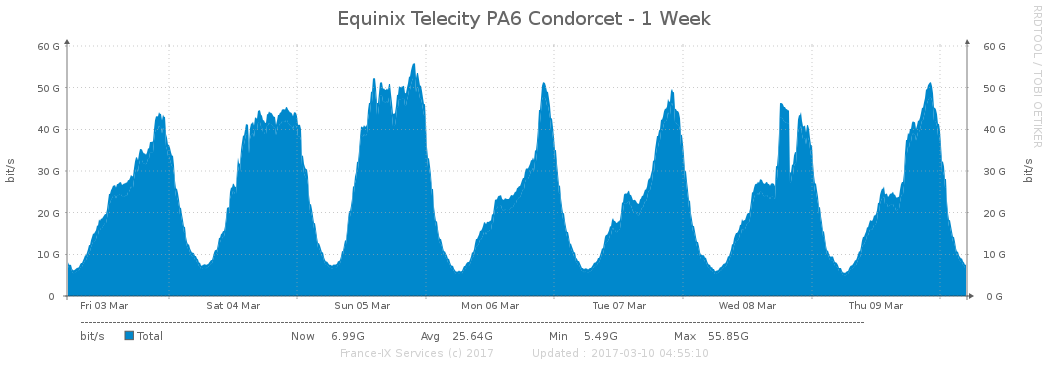 Equinix Telecity PA6 Condorcet - 1 Week
RRDTOOL / TOBI OETIKER
bit/s
60 G
50 G
40 G
30 G
20 G
10 G
0
60 G
50 G
40 G
30 G
20 G
10 G
0 G
bit/s
Fri 03 Mar Sat 04 Mar Sun 05 Mar Mon 06 Mar Tue 07 Mar Wed 08 Mar Thu 09 Mar
bit/s Total Now 6.99G Avg 25.64G Min 5.49G Max 55.85G
France-IX Services (c) 2017 Updated : 2017-03-10 04:55:10